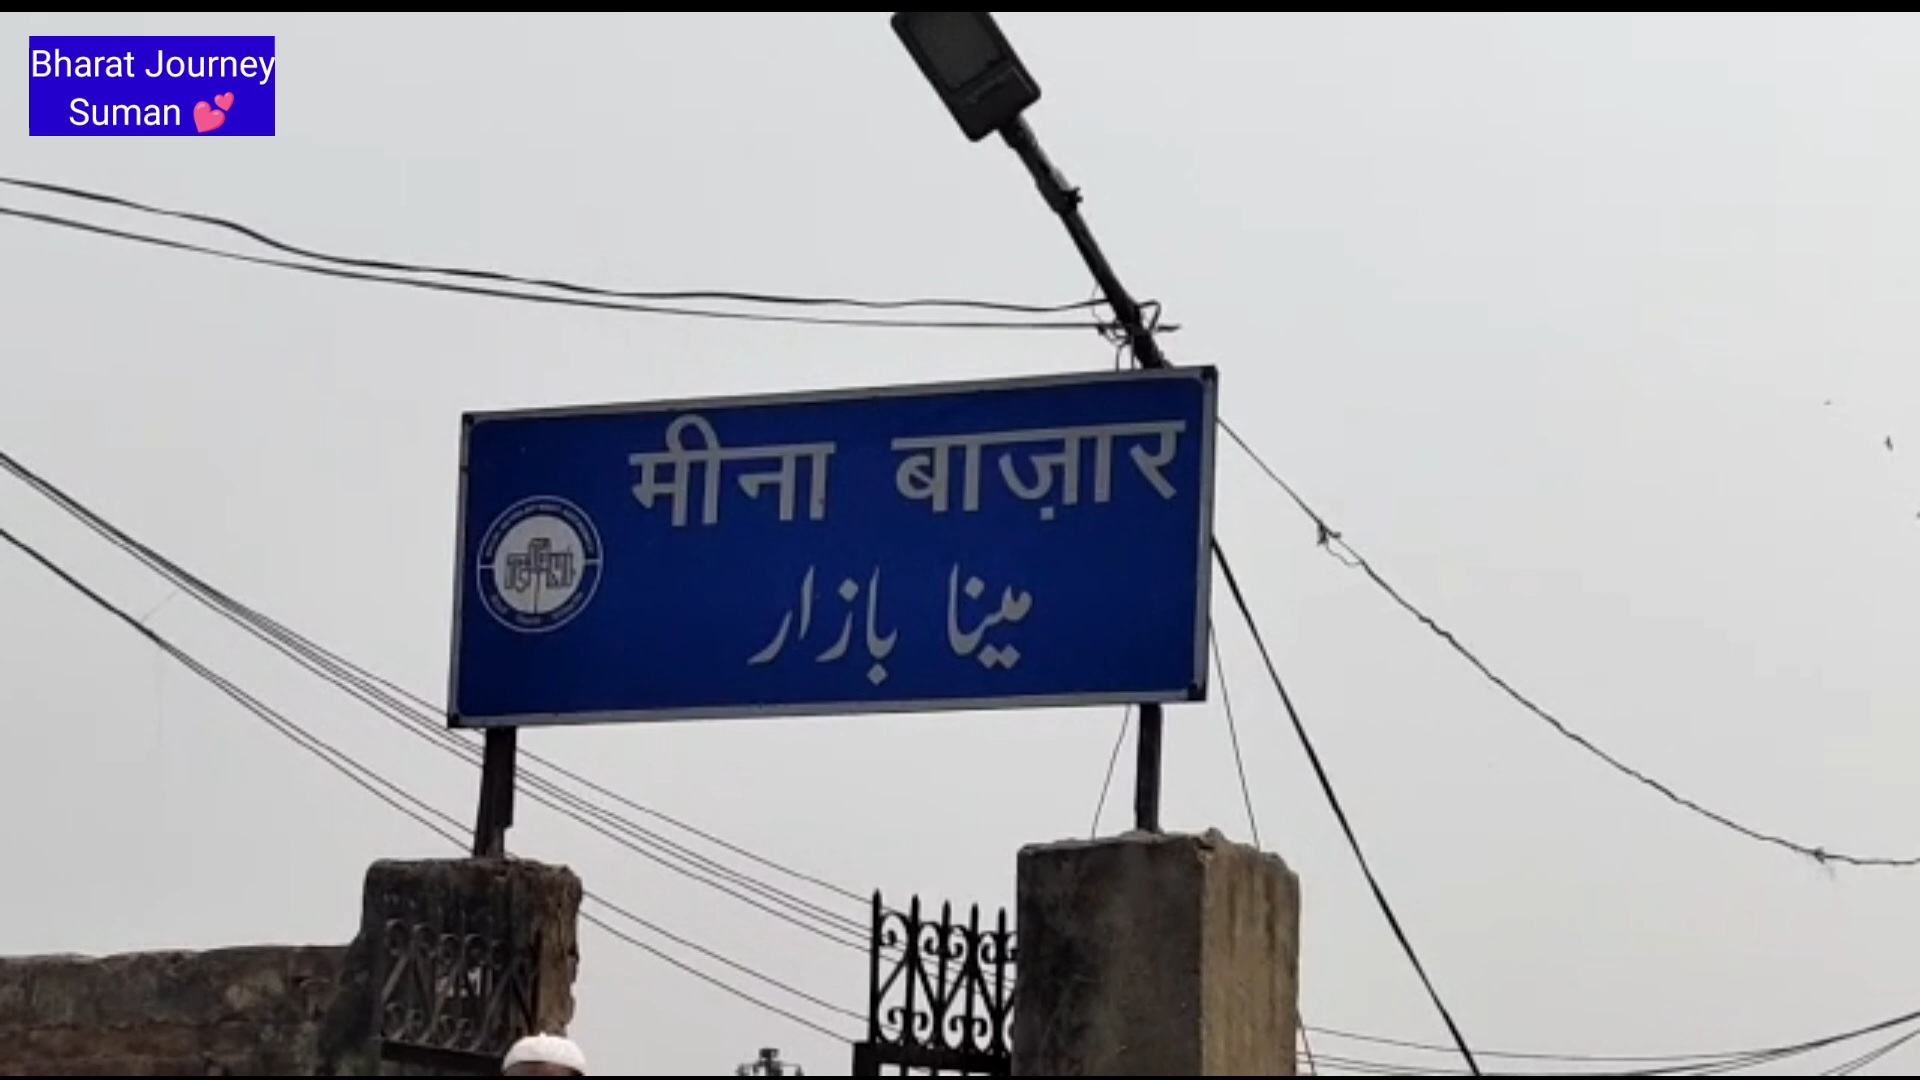 Bharat Journey
Suman 💕
मीना बाज़ार
مینا بازار